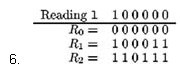 Reading 1 1 0 0 0 0 0
R0 = 0 0 0 0 0 0
R1 = 1 0 0 0 1 1
6. R2 = 1 1 0 1 1 1